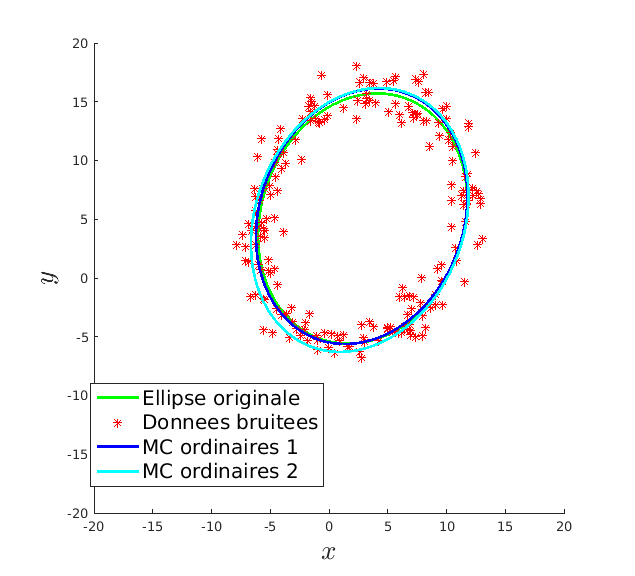 20
15
10
5
0
-5
-10
-15
-20
y
Ellipse originale
Donnees bruitees
MC ordinaires 1
MC ordinaires 2
-20 -15 -10 -5 0 5 10 15 20
x